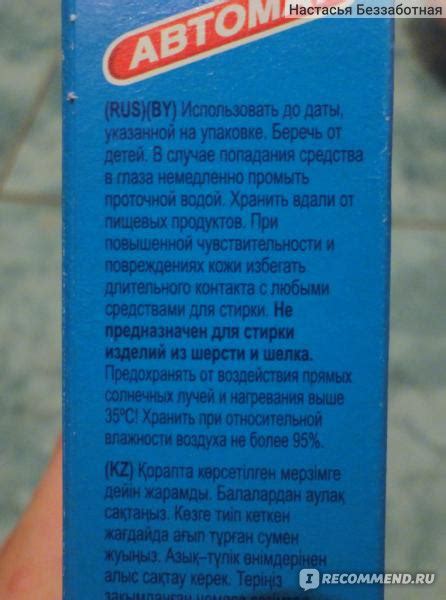 Настасья Беззаботная
АВТОМА
(RUS)(BY) Использовать до даты,
указанной на упаковке. Беречь от
детей. В случае попадания средства
в глаза немедленно промыть
проточной водой. Хранить вдали от
пищевых продуктов. При
повышенной чувствительности и
повреждениях кожи избегать
длительного контакта с любыми
средствами для стирки. Не
предназначен для стирки
изделий из шерсти и шелка.
Предохранять от воздействия прямых
солнечных лучей и нагревания выше
35°C! Хранить при относительной
влажности воздуха не более 95%.
(KZ) Қорапта көрсетілген мерзімге
дейін жарамды. Балалардан аулақ
сақтаңыз. Көзге тиіп кеткен
жағдайда ағып тұрған сумен
жуыңыз. Азық–түлік өнімдерінен
алыс сақтау керек. Теріңіз
I RECOMMEND.RU